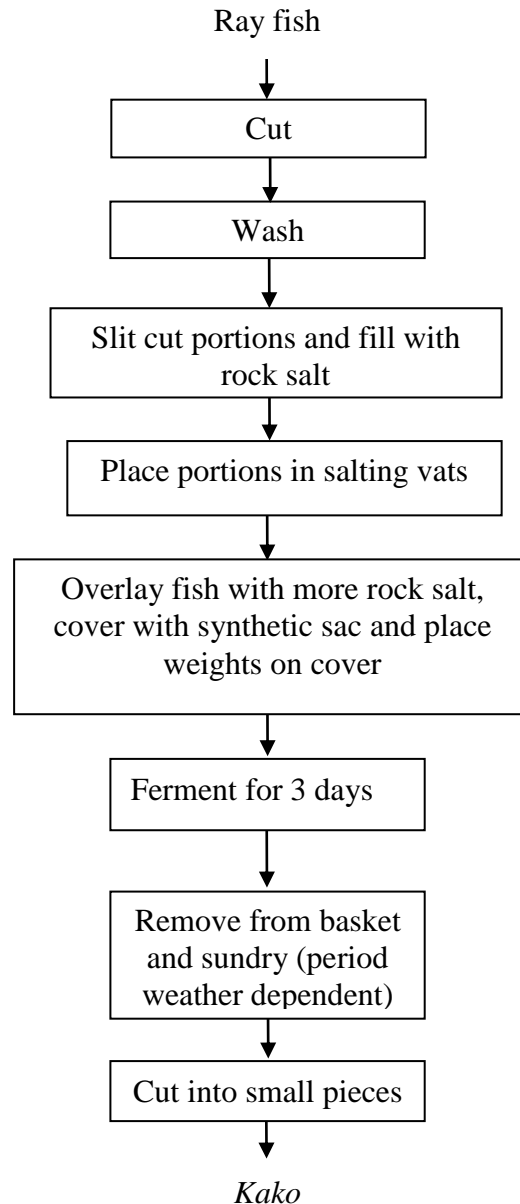 Ray fish
Cut
Wash
Slit cut portions and fill with
rock salt
Place portions in salting vats
Overlay fish with more rock salt,
cover with synthetic sac and place
weights on cover
Ferment for 3 days
Remove from basket
and sundry (period
weather dependent)
Cut into small pieces
Kako